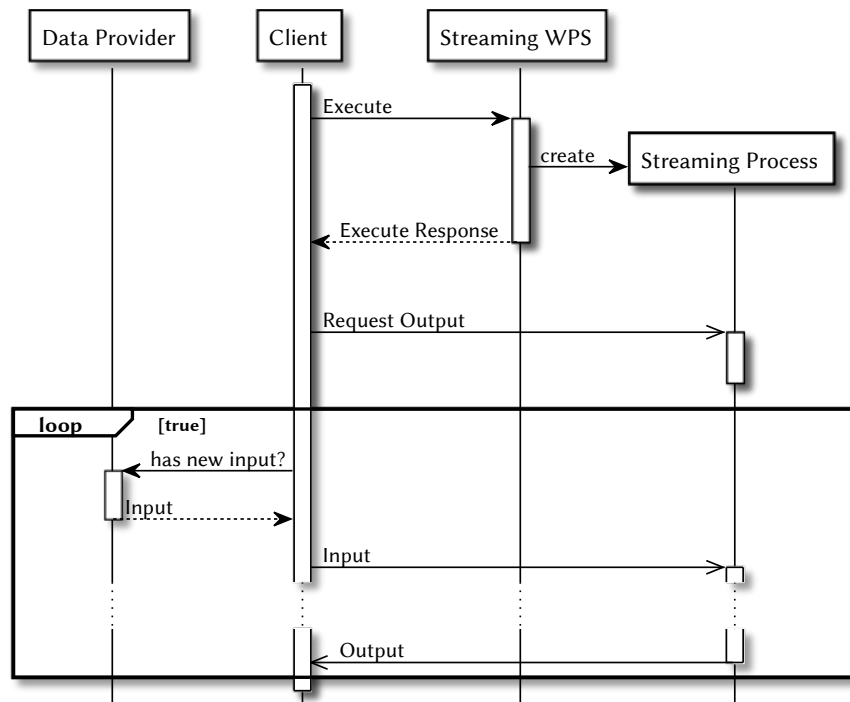 Data Provider
Client
Streaming WPS
Execute
create
Streaming Process
Execute Response
Request Output
loop
[true]
has new input?
Input
Input
Output